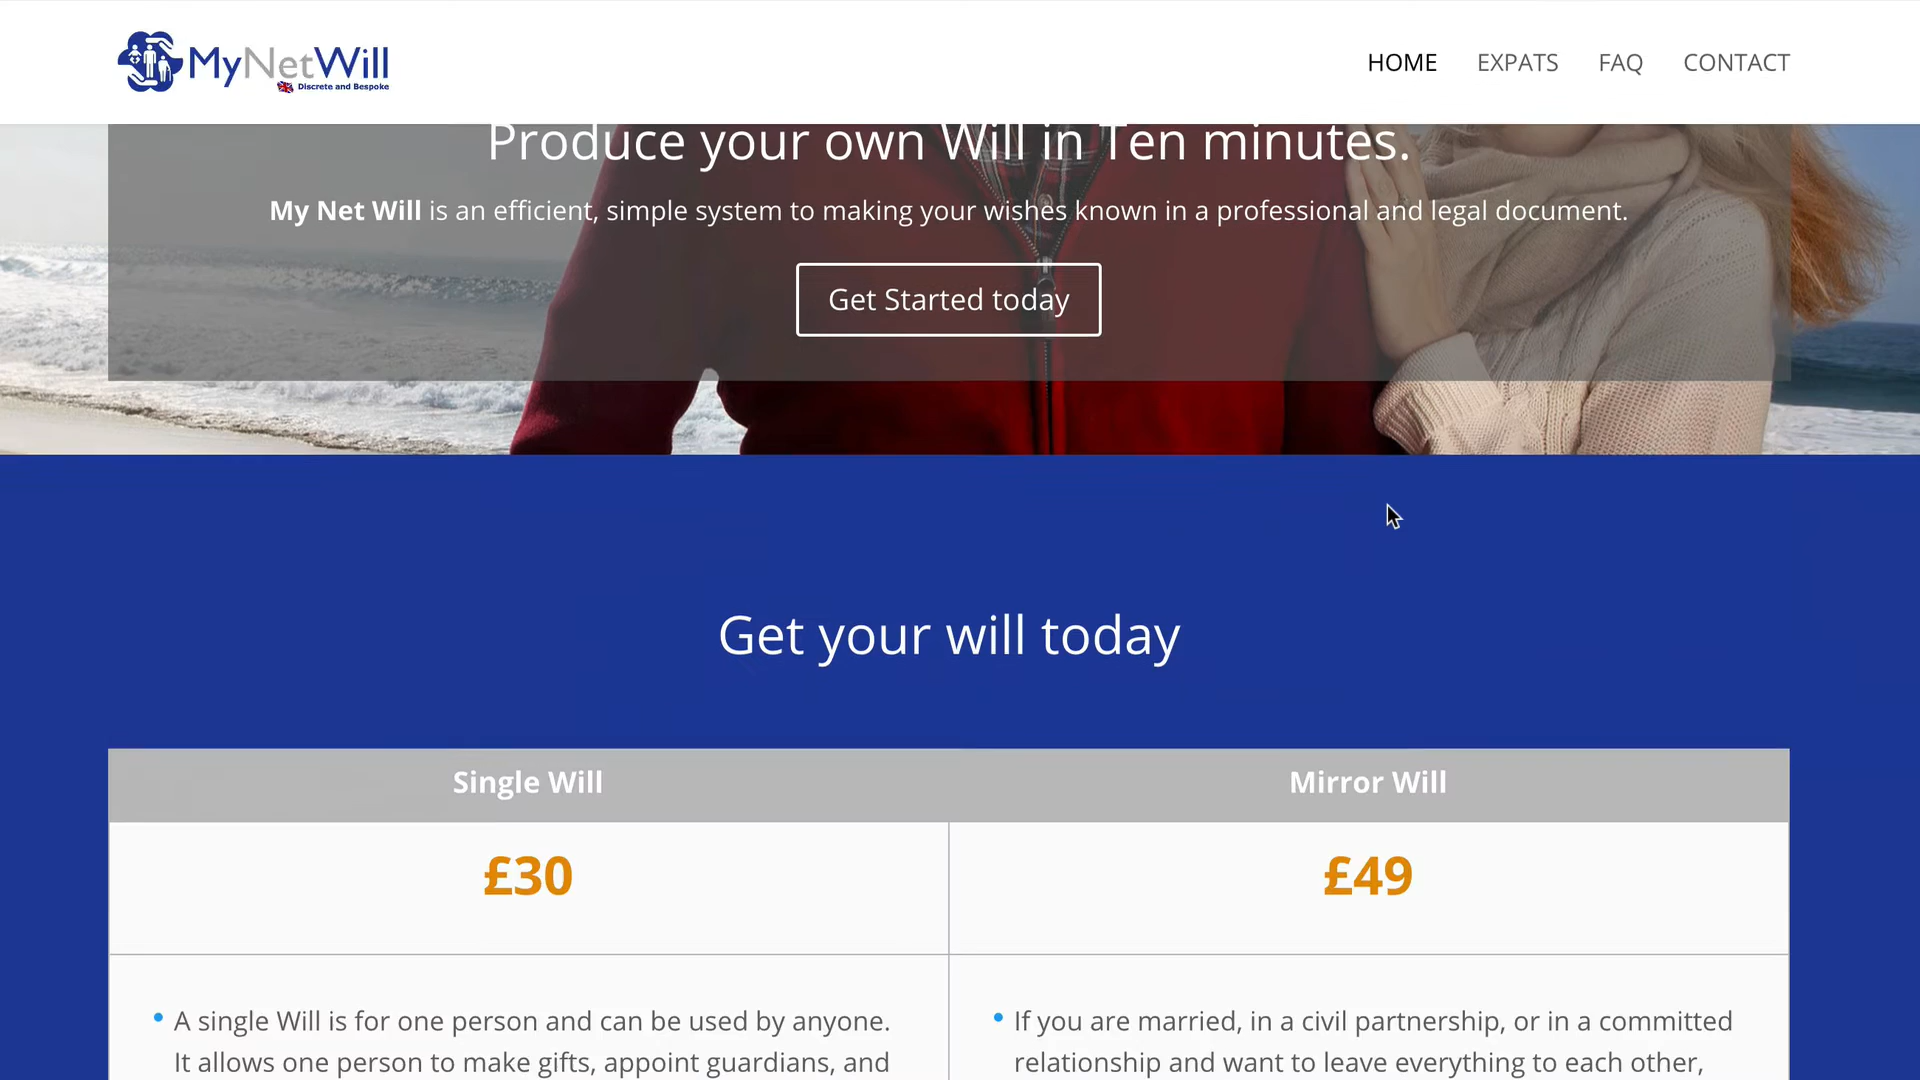 MyNetWill
Discrete and Bespoke
HOME EXPATS FAQ CONTACT
Produce your own Will in Ten minutes.
My Net Will is an efficient, simple system to making your wishes known in a professional and legal document.
Get Started today
Get your will today
Single Will
Mirror Will
£30
£49
A single Will is for one person and can be used by anyone.
It allows one person to make gifts, appoint guardians, and
If you are married, in a civil partnership, or in a committed
relationship and want to leave everything to each other,